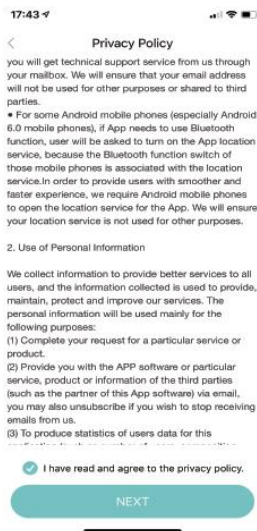 17:43
Privacy Policy
you will get technical support service from us through
your mailbox. We will ensure that your email address
will not be used for other purposes or shared to third
parties.
• For some Android mobile phones (especially Android
6.0 mobile phones), if App needs to use Bluetooth
function, user will be asked to turn on the App location
service, because the Bluetooth function switch of
those mobile phones is associated with the location
service.In order to provide users with smoother and
faster experience, we require Android mobile phones
to open the location service for the App. We will ensure
your location service is not used for other purposes.
2. Use of Personal Information
We collect information to provide better services to all
users, and the information collected is used to provide,
maintain, protect and improve our services. The
personal information will be used mainly for the
following purposes:
(1) Complete your request for a particular service or
product.
(2) Provide you with the APP software or particular
service, product or information of the third parties
(such as the partner of this App software) via email,
you may also unsubscribe if you wish to stop receiving
emails from us.
(3) To produce statistics of users data for this
I have read and agree to the privacy policy.
NEXT